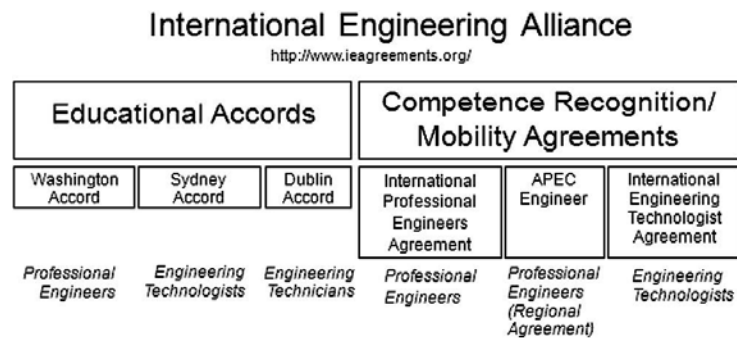 International Engineering Alliance
http://www.ieagreements.org/
Educational Accords
Competence Recognition/
Mobility Agreements
Washington
Accord
Sydney
Accord
Dublin
Accord
International
Professional
Engineers
Agreement
APEC
Engineer
International
Engineering
Technologist
Agreement
Professional
Engineers
Engineering
Technologists
Engineering
Technicians
Professional
Engineers
Professional
Engineers
(Regional
Agreement)
Engineering
Technologists